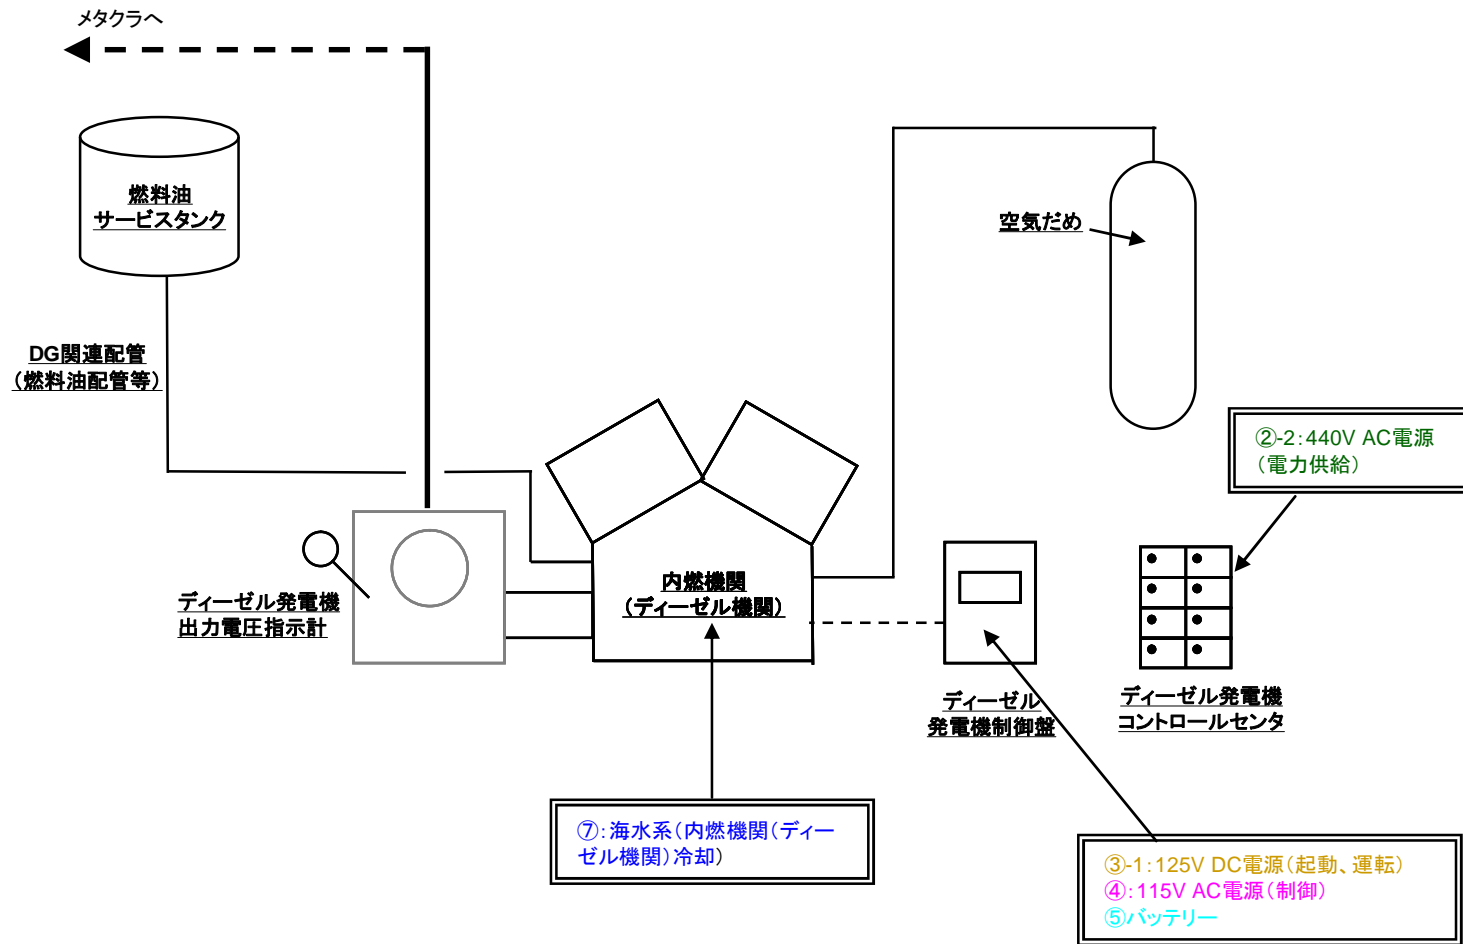 メタクラへ
燃料油
サービスタンク
空気だめ
DG関連配管
（燃料油配管等）
②-2：440V AC電源
（電力供給）
内燃機関
（ディーゼル機関）
ディーゼル発電機
出力電圧指示計
ディーゼル
発電機制御盤
ディーゼル発電機
コントロールセンタ
⑦：海水系（内燃機関（ディー
ゼル機関）冷却）
③-1：125V DC電源（起動、運転）
④：115V AC電源（制御）
⑤バッテリー